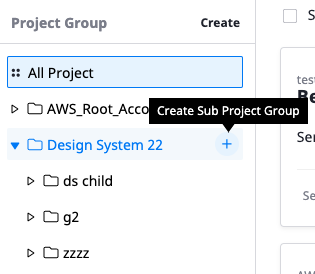 Project Group Create
S
All Project
AWS_Root_Acco
Create Sub Project Group
Design System 22
ds child
g2
zzzz
test
Be
Ser
Se